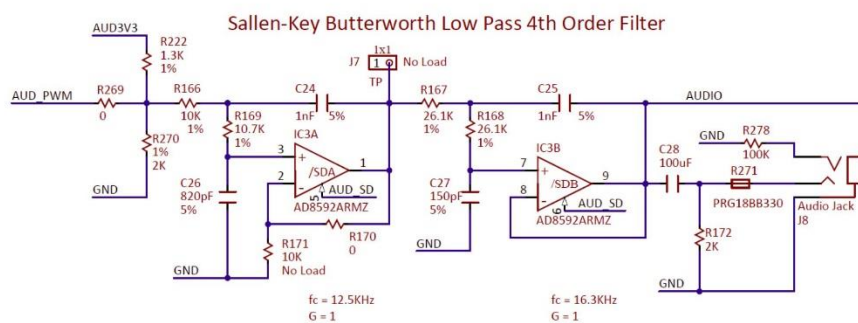 Sallen-Key Butterworth Low Pass 4th Order Filter
AUD3V3
R222
1.3K
1%
J7
1x1
1
No Load
TP
AUD_PWM
R269
0
R166
10K
1%
C24
1nF
5%
R167
26.1K
1%
C25
1nF
5%
AUDIO
R169
10.7K
1%
R168
26.1K
1%
R270
1%
2K
GND
IC3A
3
+
2
-
/SDA
1
5
AUD_SD
AD8592ARMZ
C26
820pF
5%
R171
10K
No Load
R170
0
GND
IC3B
7
+
8
-
/SDB
9
6
AUD_SD
AD8592ARMZ
C27
150pF
5%
GND
GND
R278
100K
C28
100uF
R271
PRG18BB330
Audio Jack
J8
R172
2K
GND
fc = 12.5KHz
G = 1
fc = 16.3KHz
G = 1